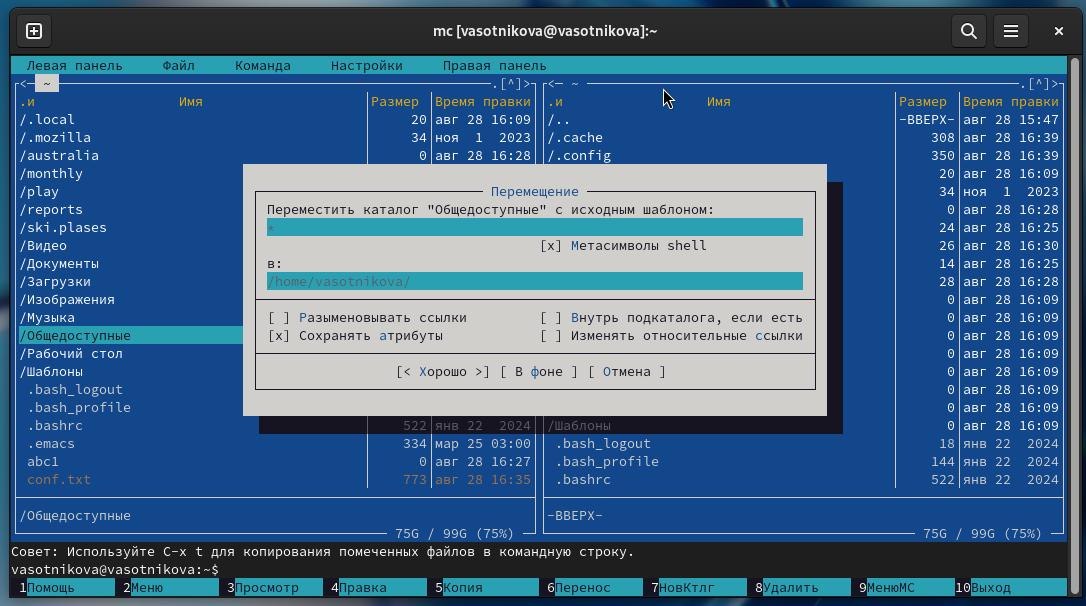 mc [vasotnikova@vasotnikova]:~
Левая панель Файл Команда Настройки Правая панель
<- ~ .[^]> <- ~ .[^]>
.и Имя Размер Время правки .и Имя Размер Время правки
/.local 20 авг 28 16:09 /.. -ВВЕРХ- авг 28 15:47
/.mozilla 34 ноя 1 2023 /.cache 308 авг 28 16:39
/australia 0 авг 28 16:28 /.config 350 авг 28 16:39
/monthly 20 авг 28 16:09
/play 34 ноя 1 2023
/reports 0 авг 28 16:28
/ski.plases 24 авг 28 16:25
/Видео 26 авг 28 16:30
/Документы 14 авг 28 16:25
/Загрузки 28 авг 28 16:28
/Изображения 0 авг 28 16:09
/Музыка 0 авг 28 16:09
/Общедоступные 0 авг 28 16:09
/Рабочий стол 0 авг 28 16:09
/Шаблоны 0 авг 28 16:09
.bash_logout 0 авг 28 16:09
.bash_profile 0 авг 28 16:09
.bashrc 522 янв 22 2024 /Шаблоны 0 авг 28 16:09
.emacs 334 мар 25 03:00 .bash_logout 18 янв 22 2024
abc1 0 авг 28 16:27 .bash_profile 144 янв 22 2024
conf.txt 773 авг 28 16:35 .bashrc 522 янв 22 2024
Перемещение
Переместить каталог "Общедоступные" с исходным шаблоном:
*
[x] Метасимволы shell
в:
/home/vasotnikova/
[ ] Разыменовывать ссылки [ ] Внутрь подкаталога, если есть
[x] Сохранять атрибуты [ ] Изменять относительные ссылки
[< Хорошо >] [ В фоне ] [ Отмена ]
/Общедоступные -ВВЕРХ-
75G / 99G (75%) 75G / 99G (75%)
Совет: Используйте C-x t для копирования помеченных файлов в командную строку.
vasotnikova@vasotnikova:~$
1Помощь 2Меню 3Просмотр 4Правка 5Копия 6Перенос 7НовКтлг 8Удалить 9МенюМС 10Выход